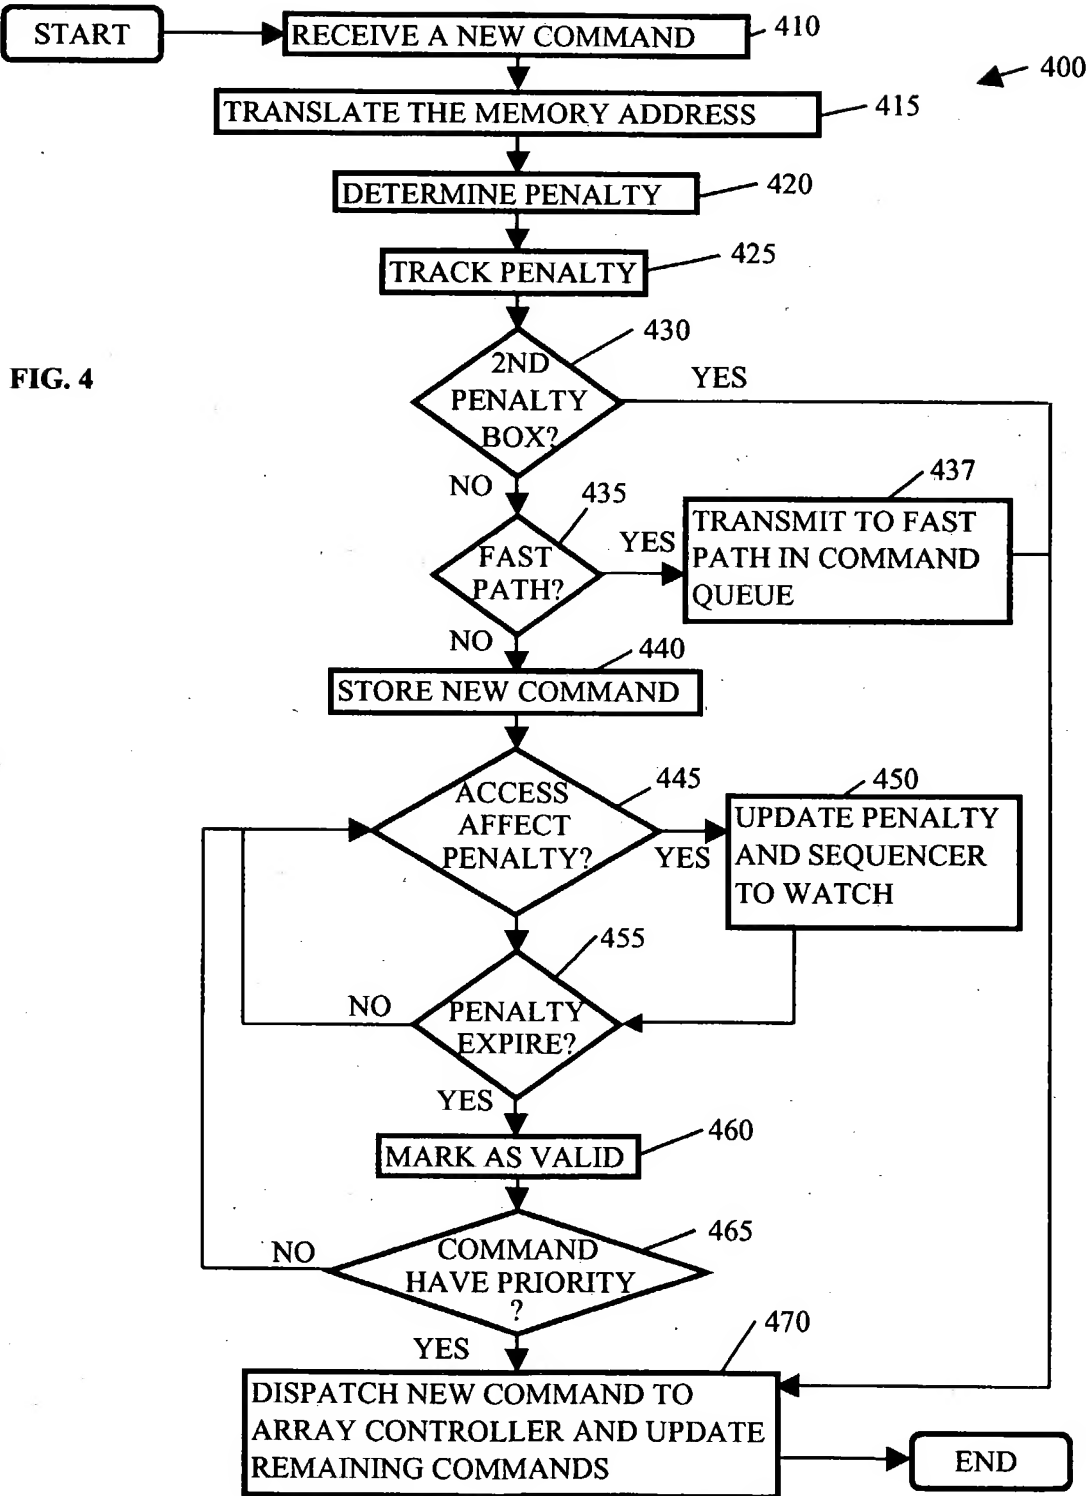 START
RECEIVE A NEW COMMAND
410
400
TRANSLATE THE MEMORY ADDRESS
415
DETERMINE PENALTY
420
TRACK PENALTY
425
430
FIG. 4
2ND
PENALTY
BOX?
YES
NO
435
437
FAST
PATH?
YES
TRANSMIT TO FAST
PATH IN COMMAND
QUEUE
NO
440
STORE NEW COMMAND
445
450
ACCESS
AFFECT
PENALTY?
YES
UPDATE PENALTY
AND SEQUENCER
TO WATCH
455
NO
PENALTY
EXPIRE?
YES
460
MARK AS VALID
465
NO
COMMAND
HAVE PRIORITY
?
YES
470
DISPATCH NEW COMMAND TO
ARRAY CONTROLLER AND UPDATE
REMAINING COMMANDS
END